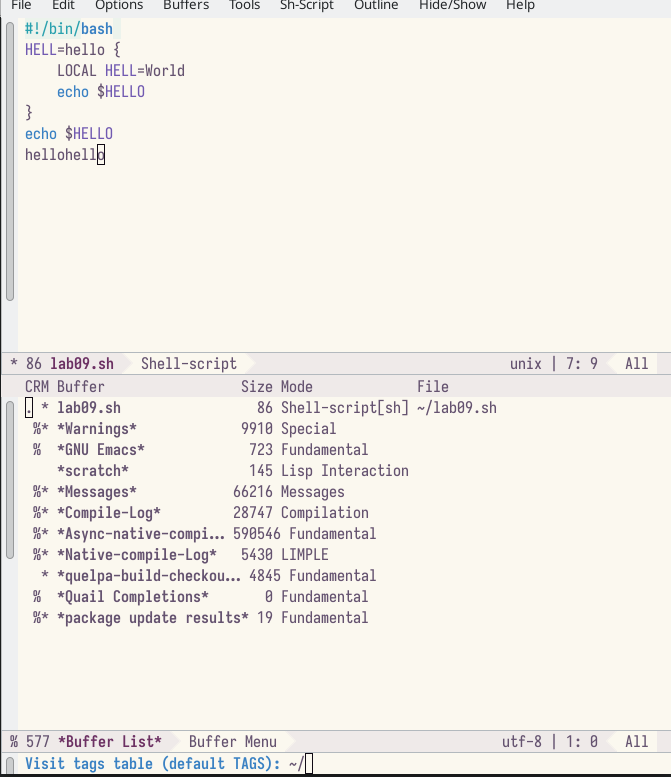 File Edit Options Buffers Tools Sh-Script Outline Hide/Show Help
#!/bin/bash
HELL=hello {
    LOCAL HELL=World
    echo $HELLO
}
echo $HELLO
hellohello
* 86 lab09.sh Shell-script unix | 7: 9 All
CRM Buffer Size Mode File
. * lab09.sh 86 Shell-script[sh] ~/lab09.sh
%* *Warnings* 9910 Special
% *GNU Emacs* 723 Fundamental
*scratch* 145 Lisp Interaction
%* *Messages* 66216 Messages
%* *Compile-Log* 28747 Compilation
%* *Async-native-compi... 590546 Fundamental
%* *Native-compile-Log* 5430 LIMPLE
* *quelpa-build-checkou... 4845 Fundamental
% *Quail Completions* 0 Fundamental
%* *package update results* 19 Fundamental
% 577 *Buffer List* Buffer Menu utf-8 | 1: 0 All
Visit tags table (default TAGS): ~/